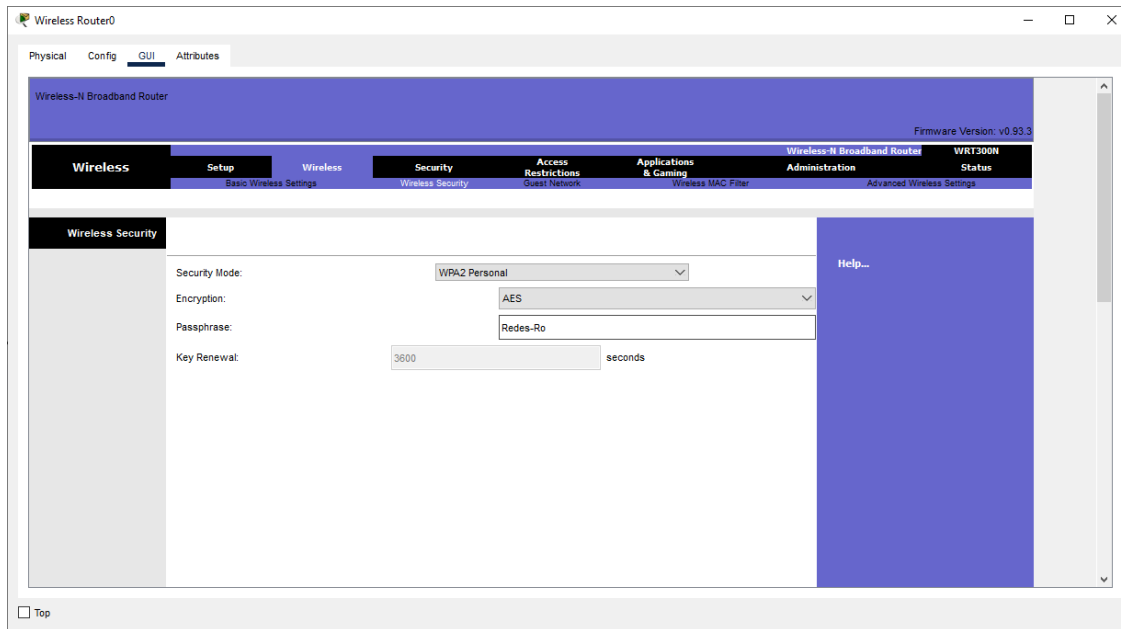 Wireless Router0
Physical Config GUI Attributes
Wireless-N Broadband Router
Firmware Version: v0.93.3
Wireless-N Broadband Router WRT300N
Wireless Setup Wireless Security Access Restrictions Applications & Gaming Administration Status
Basic Wireless Settings Wireless Security Guest Network Wireless MAC Filter Advanced Wireless Settings
Wireless Security
Help...
Security Mode: WPA2 Personal
Encryption: AES
Passphrase: Redes-Ro
Key Renewal: 3600 seconds
Top